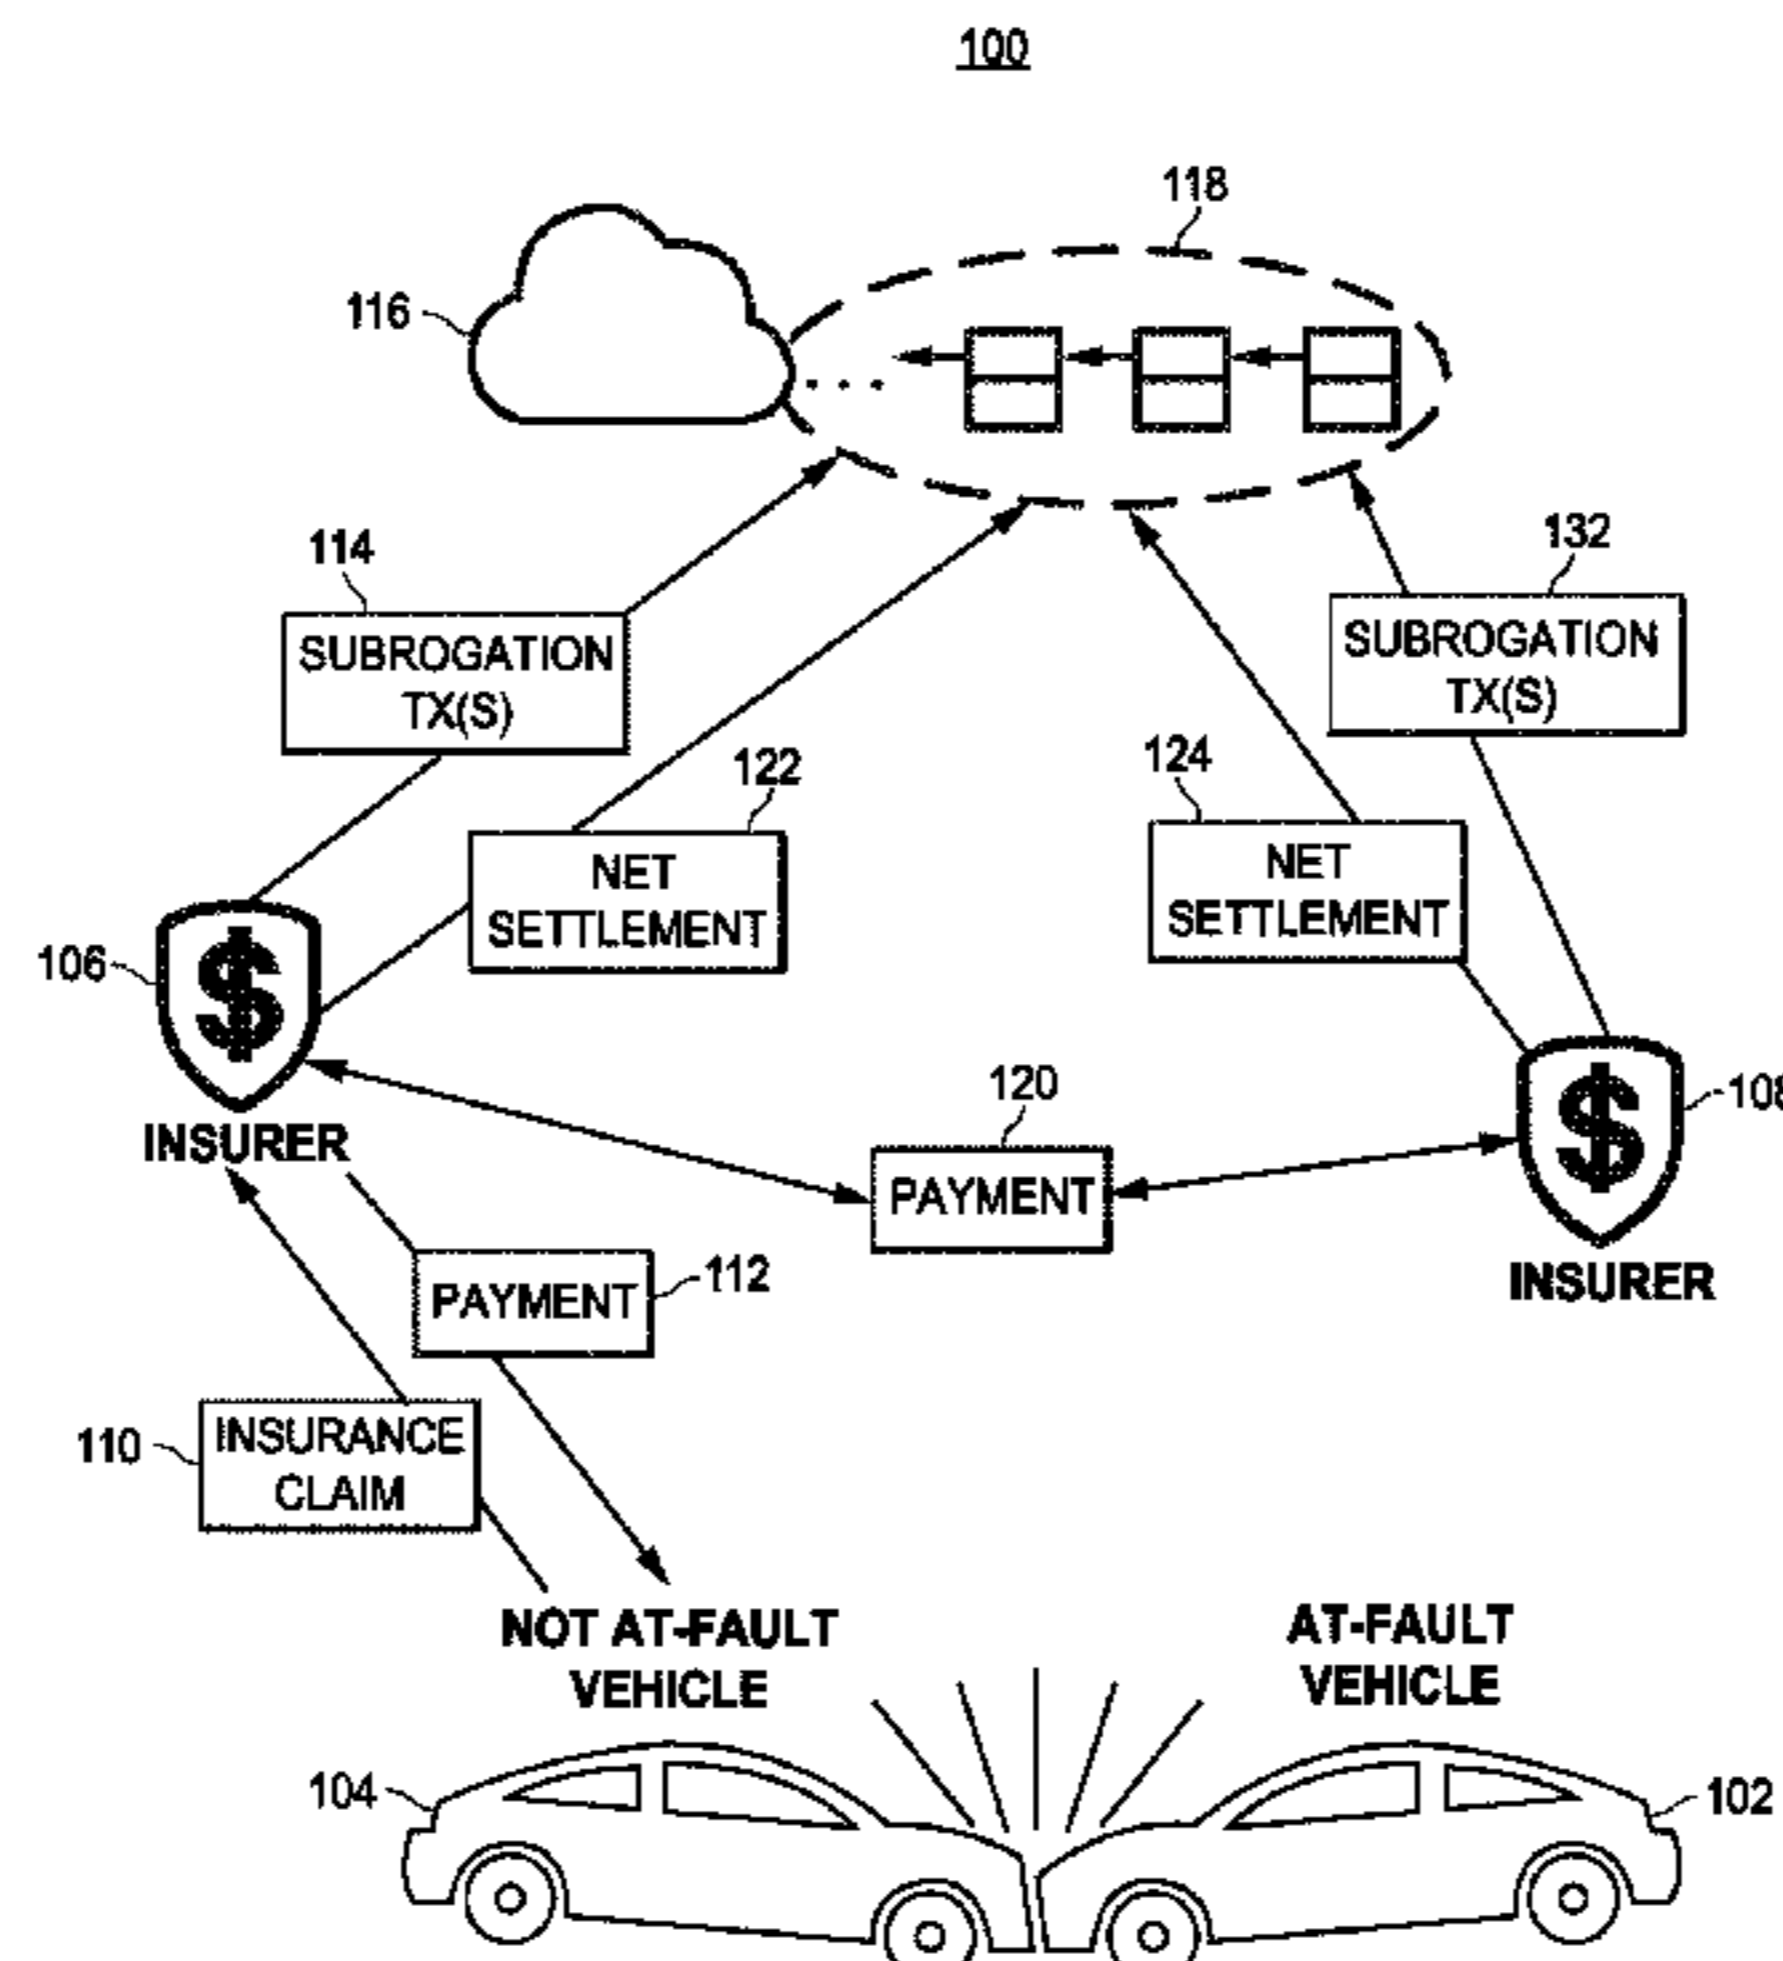 100
118
116
114
132
SUBROGATION
TX(S)
SUBROGATION
TX(S)
122
124
NET
SETTLEMENT
NET
SETTLEMENT
106
120
108
INSURER
PAYMENT
INSURER
PAYMENT
112
110
INSURANCE
CLAIM
NOT AT-FAULT
VEHICLE
AT-FAULT
VEHICLE
104
102